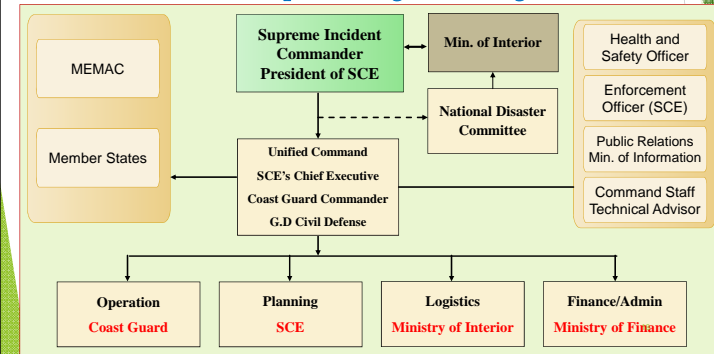 Supreme Incident
Commander
President of SCE
Min. of Interior
National Disaster
Committee
MEMAC
Member States
Health and
Safety Officer
Enforcement
Officer (SCE)
Public Relations
Min. of Information
Command Staff
Technical Advisor
Unified Command
SCE's Chief Executive
Coast Guard Commander
G.D Civil Defense
Operation
Coast Guard
Planning
SCE
Logistics
Ministry of Interior
Finance/Admin
Ministry of Finance